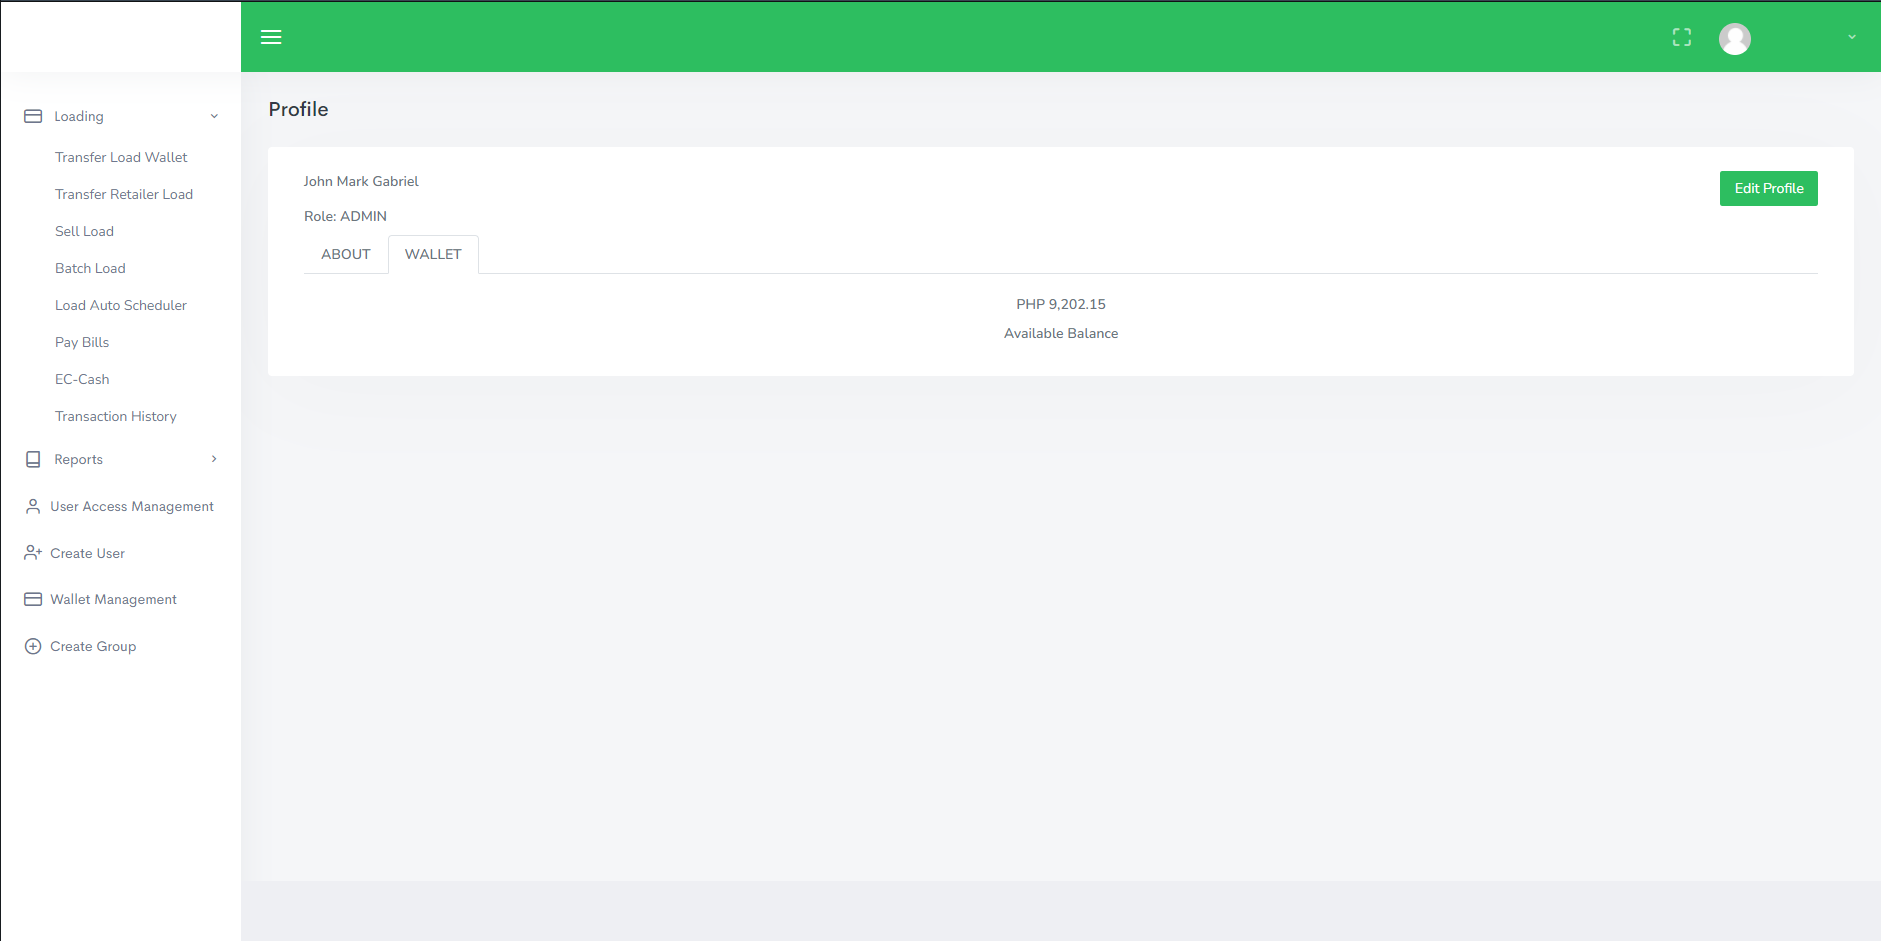 Loading
Transfer Load Wallet
Transfer Retailer Load
Sell Load
Batch Load
Load Auto Scheduler
Pay Bills
EC-Cash
Transaction History
Reports
User Access Management
Create User
Wallet Management
Create Group
Profile
John Mark Gabriel
Edit Profile
Role: ADMIN
ABOUT WALLET
PHP 9,202.15
Available Balance